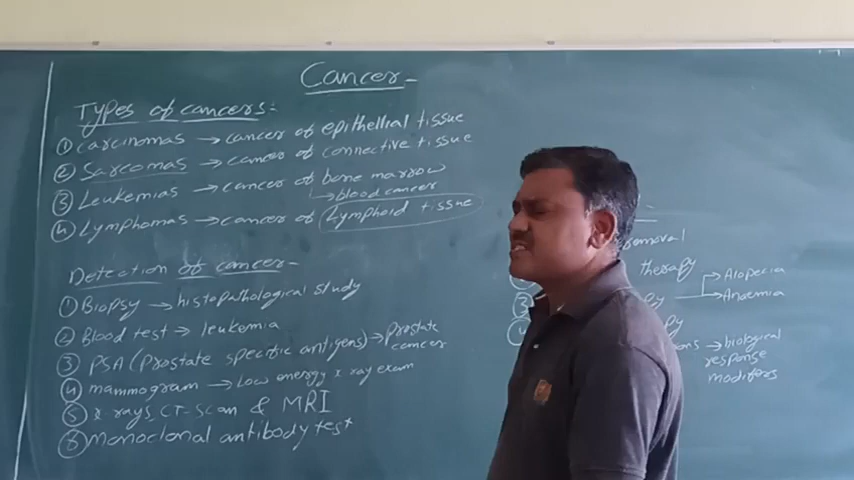 Cancer-
Types of cancers:-
① Carcinomas → cancer of epithellial tissue
② Sarcomas → cancer of connective tissue
③ Leukemias → cancer of bone marrow
↳ blood cancer
④ Lymphomas → cancer of Lymphoid tissue
Detection of cancer-
① Biopsy → histopathological study
② Blood test → leukemia
③ PSA (Prostate specific antigens) → prostate
cancer
④ mammogram → Low energy x ray exam
⑤ x-rays, CT-Scan & MRI
⑥ Monoclonal antibody test
removal
therapy
→ Alopecia
→ Anaemia
→ biological
response
modifers